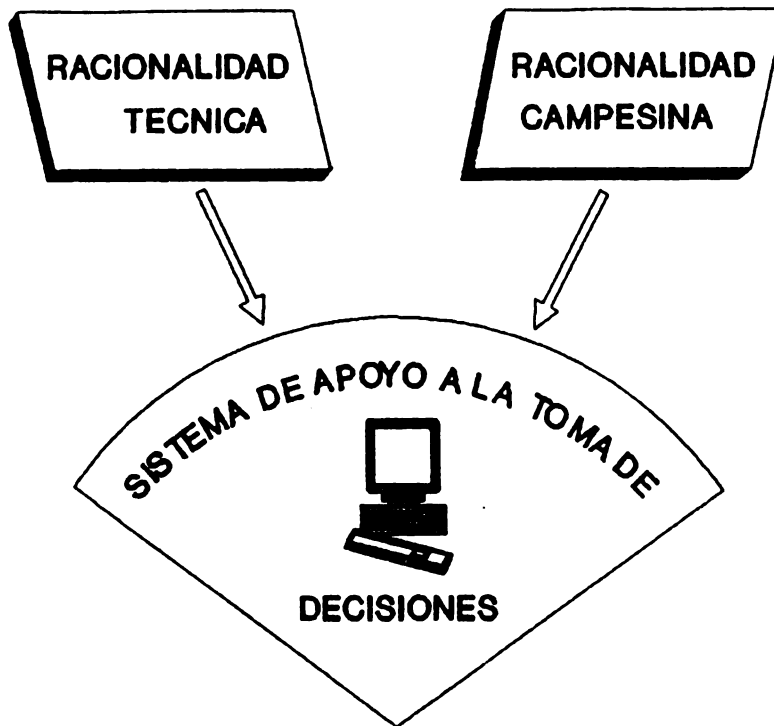 RACIONALIDAD
TECNICA
RACIONALIDAD
CAMPESINA
SISTEMA DE APOYO A LA TOMA DE
DECISIONES